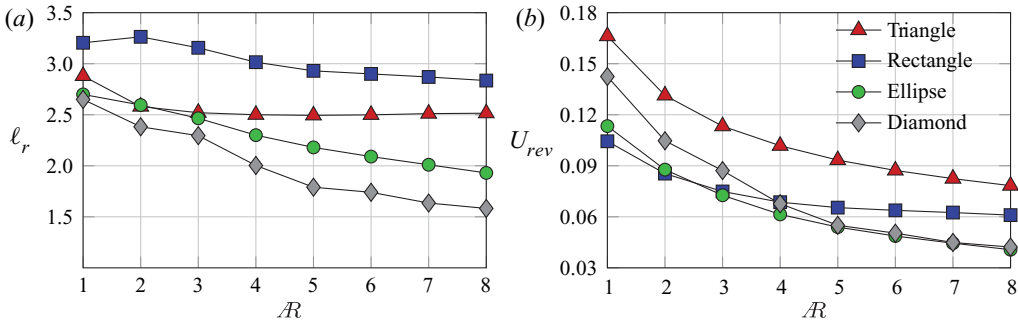 (a)
3.5
3.0
2.5
2.0
1.5
ℓr
1 2 3 4 5 6 7 8
ÆR
(b)
0.18
0.15
0.12
0.09
0.06
0.03
Urev
Triangle
Rectangle
Ellipse
Diamond
1 2 3 4 5 6 7 8
ÆR